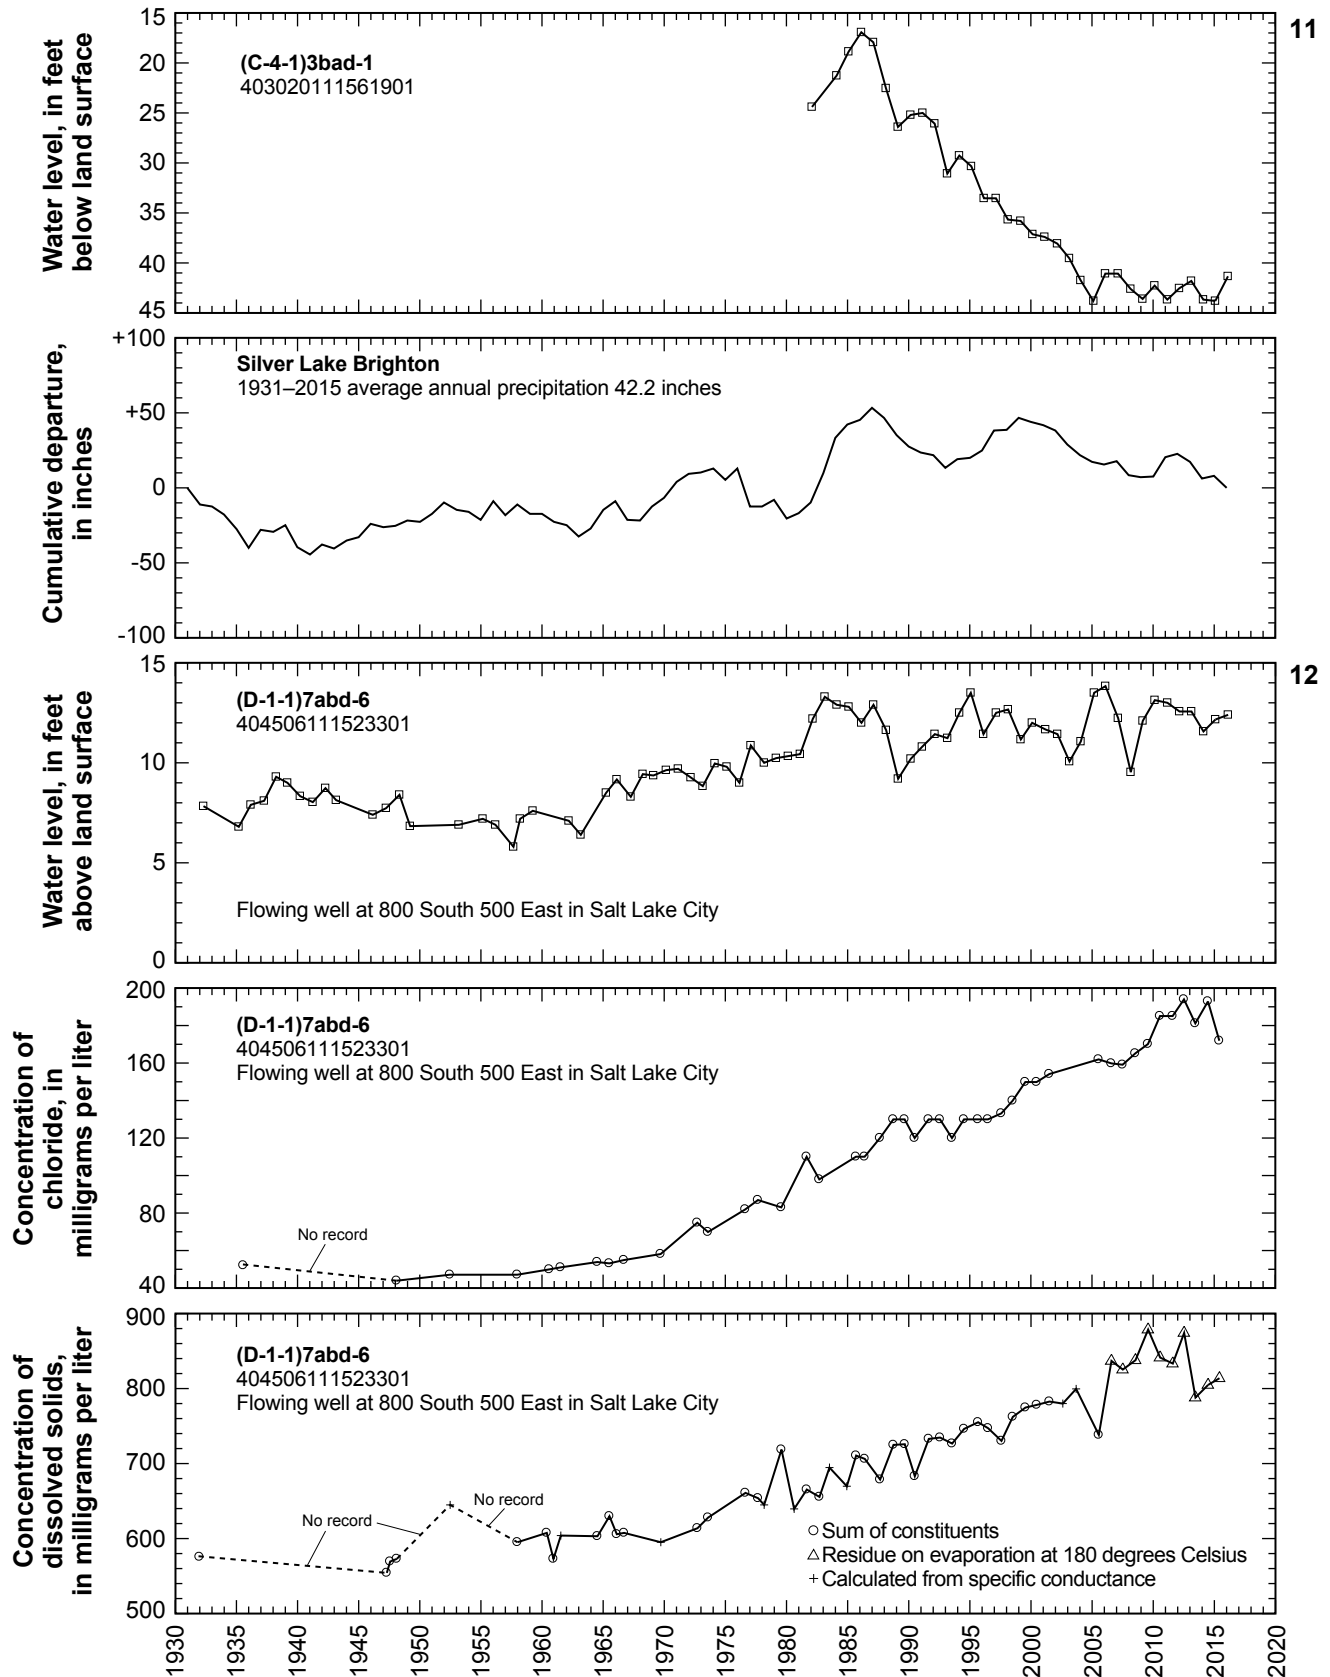 11
Water level, in feet
below land surface
15
20
25
30
35
40
45
(C-4-1)3bad-1
403020111561901
Cumulative departure,
in inches
+100
+50
0
-50
-100
Silver Lake Brighton
1931–2015 average annual precipitation 42.2 inches
12
Water level, in feet
above land surface
15
10
5
0
(D-1-1)7abd-6
404506111523301
Flowing well at 800 South 500 East in Salt Lake City
Concentration of
chloride, in
milligrams per liter
200
160
120
80
40
(D-1-1)7abd-6
404506111523301
Flowing well at 800 South 500 East in Salt Lake City
No record
Concentration of
dissolved solids,
in milligrams per liter
900
800
700
600
500
(D-1-1)7abd-6
404506111523301
Flowing well at 800 South 500 East in Salt Lake City
No record
No record
Sum of constituents
Residue on evaporation at 180 degrees Celsius
Calculated from specific conductance
1930 1935 1940 1945 1950 1955 1960 1965 1970 1975 1980 1985 1990 1995 2000 2005 2010 2015 2020